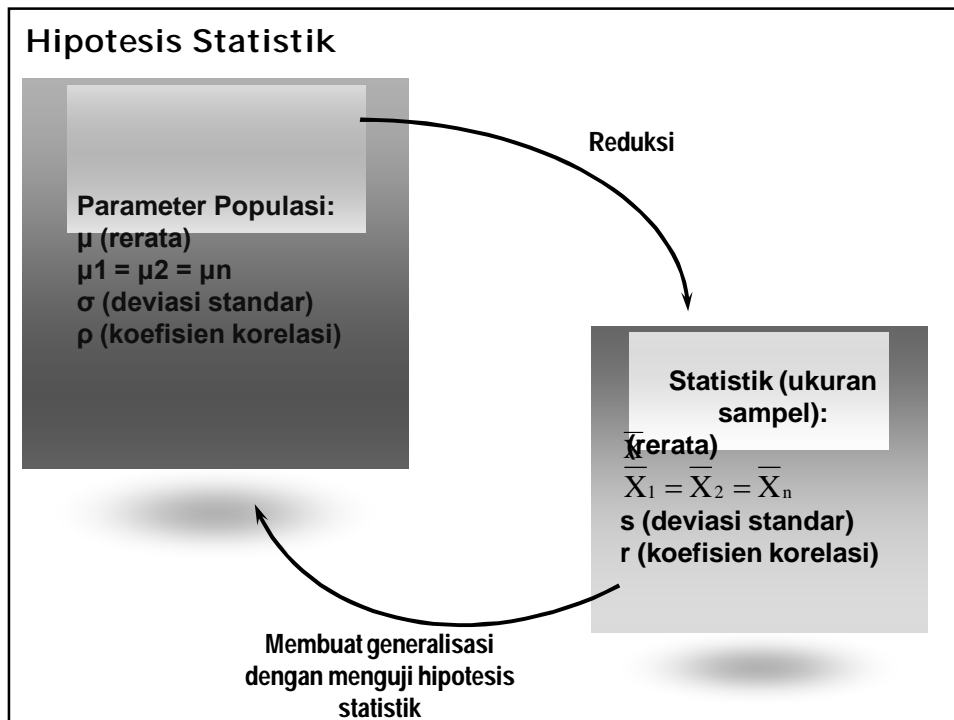 Hipotesis Statistik
Reduksi
Parameter Populasi:
μ (rerata)
μ1 = μ2 = μn
σ (deviasi standar)
ρ (koefisien korelasi)
Statistik (ukuran
sampel):
X̅ (rerata)
X̅₁ = X̅₂ = X̅ₙ
s (deviasi standar)
r (koefisien korelasi)
Membuat generalisasi
dengan menguji hipotesis
statistik